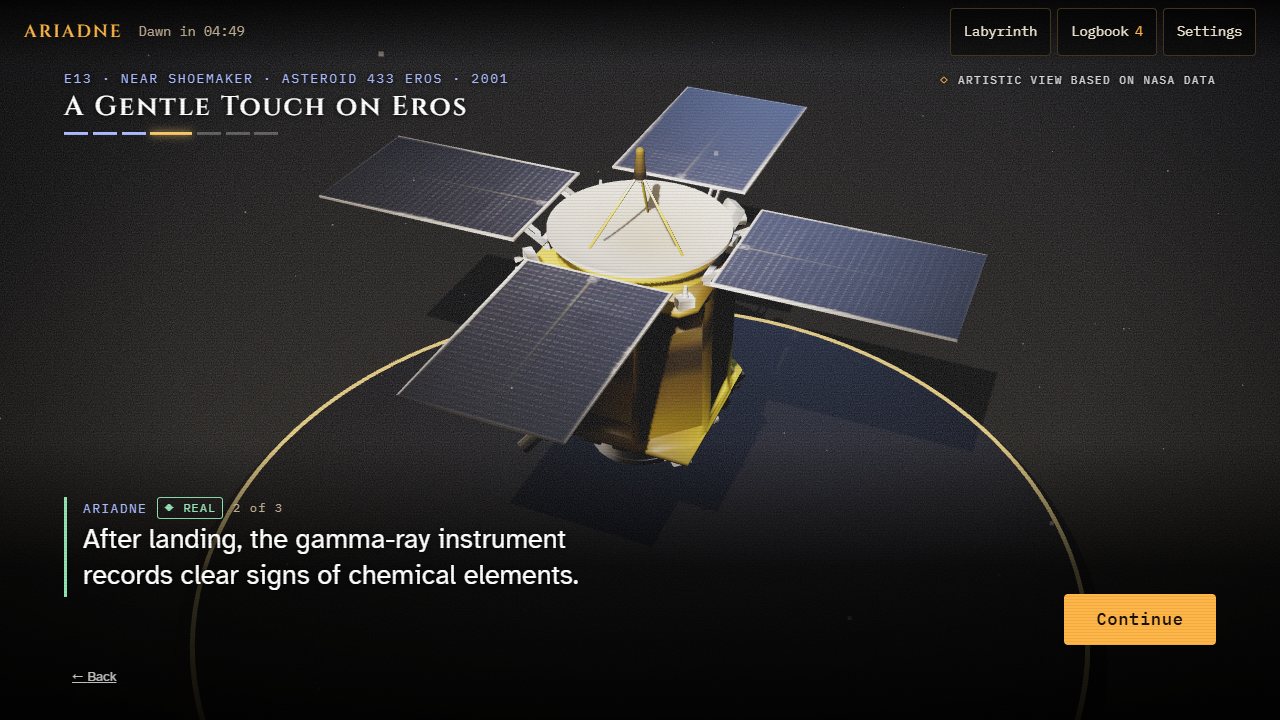 ARIADNE Dawn in 04:49 Labyrinth Logbook 4 Settings
E13 · NEAR SHOEMAKER · ASTEROID 433 EROS · 2001
◇ ARTISTIC VIEW BASED ON NASA DATA
A Gentle Touch on Eros
ARIADNE ◆ REAL 2 of 3
After landing, the gamma-ray instrument
records clear signs of chemical elements.
Continue
← Back